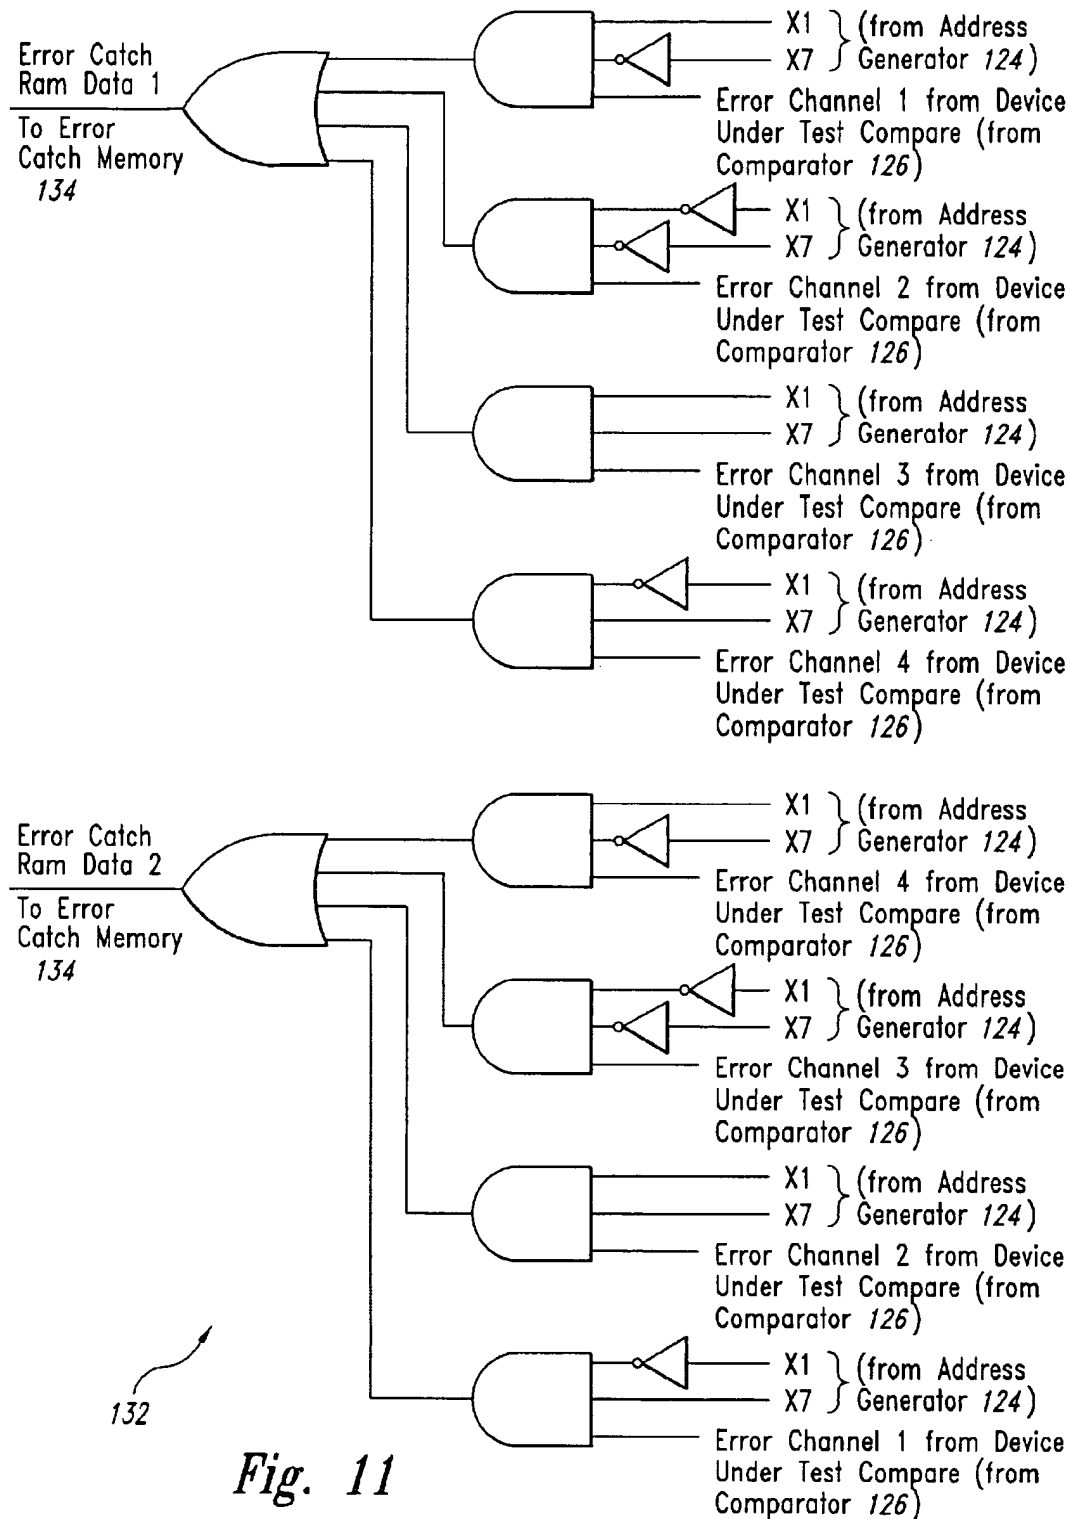 Error Catch
Ram Data 1
To Error
Catch Memory
134
X1
X7
(from Address
Generator 124)
Error Channel 1 from Device
Under Test Compare (from
Comparator 126)
X1
X7
(from Address
Generator 124)
Error Channel 2 from Device
Under Test Compare (from
Comparator 126)
X1
X7
(from Address
Generator 124)
Error Channel 3 from Device
Under Test Compare (from
Comparator 126)
X1
X7
(from Address
Generator 124)
Error Channel 4 from Device
Under Test Compare (from
Comparator 126)
Error Catch
Ram Data 2
To Error
Catch Memory
134
X1
X7
(from Address
Generator 124)
Error Channel 4 from Device
Under Test Compare (from
Comparator 126)
X1
X7
(from Address
Generator 124)
Error Channel 3 from Device
Under Test Compare (from
Comparator 126)
X1
X7
(from Address
Generator 124)
Error Channel 2 from Device
Under Test Compare (from
Comparator 126)
X1
X7
(from Address
Generator 124)
Error Channel 1 from Device
Under Test Compare (from
Comparator 126)
132
Fig. 11